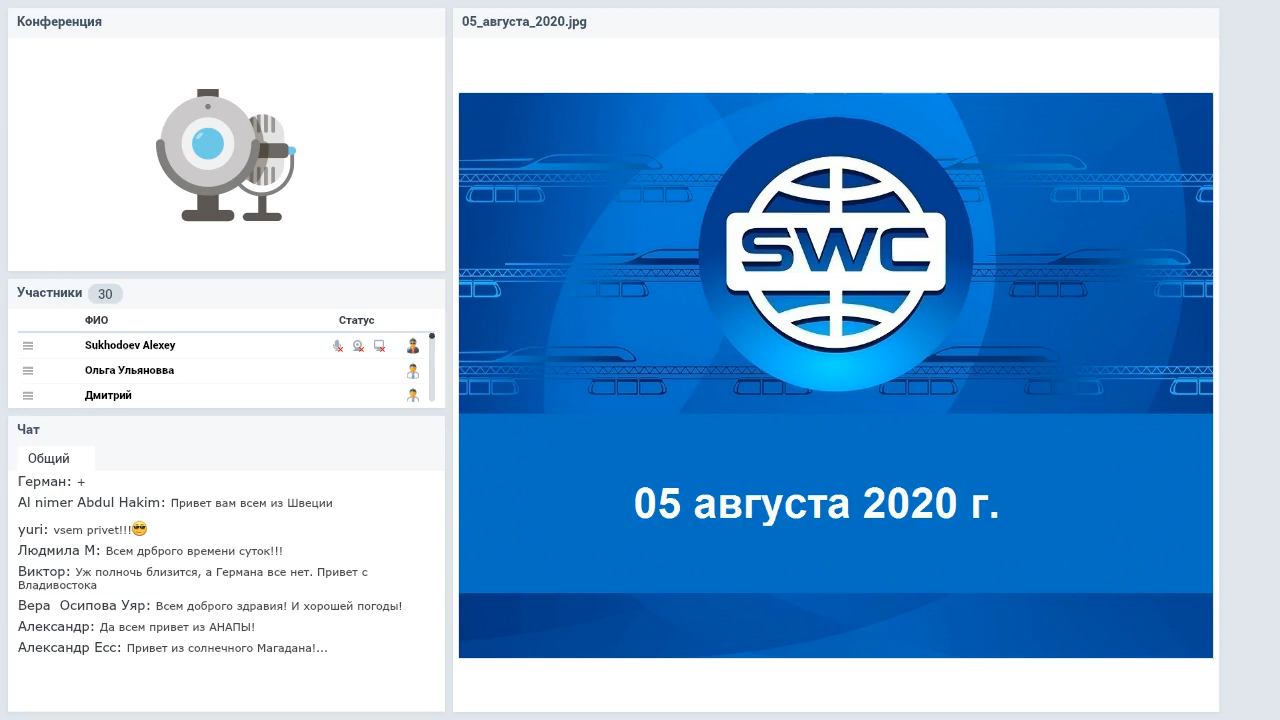 Конференция
Участники 30
ФИО Статус
Sukhodoev Alexey
Ольга Ульяновва
Дмитрий
Чат
Общий
Герман: +
Al nimer Abdul Hakim: Привет вам всем из Швеции
yuri: vsem privet!!!
Людмила М: Всем дрброго времени суток!!!
Виктор: Уж полночь близится, а Германа все нет. Привет с
Владивостока
Вера Осипова Уяр: Всем доброго здравия! И хорошей погоды!
Александр: Да всем привет из АНАПЫ!
Александр Есс: Привет из солнечного Магадана!...
05_августа_2020.jpg
SWC
05 августа 2020 г.